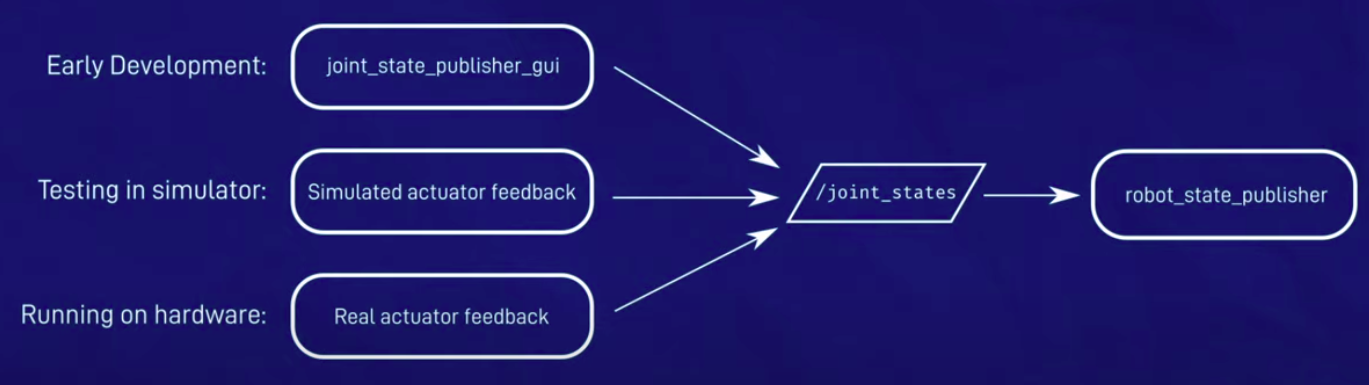 Early Development:
joint_state_publisher_gui
Testing in simulator:
Simulated actuator feedback
/joint_states
robot_state_publisher
Running on hardware:
Real actuator feedback